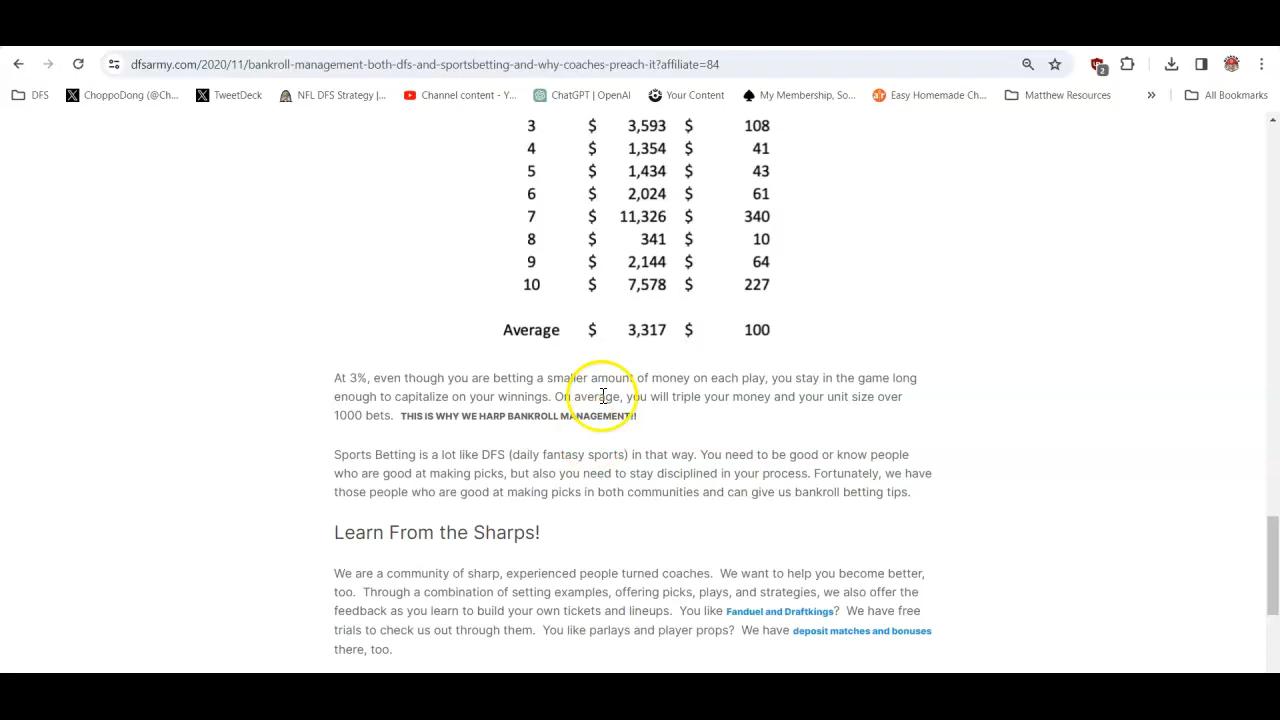 dfsarmy.com/2020/11/bankroll-management-both-dfs-and-sportsbetting-and-why-coaches-preach-it?affiliate=84
2
DFS ChoppoDong (@Ch... TweetDeck NFL DFS Strategy |... Channel content - Y... ChatGPT | OpenAI Your Content My Membership, So... Easy Homemade Ch... Matthew Resources » All Bookmarks
3 $ 3,593 $ 108
4 $ 1,354 $ 41
5 $ 1,434 $ 43
6 $ 2,024 $ 61
7 $ 11,326 $ 340
8 $ 341 $ 10
9 $ 2,144 $ 64
10 $ 7,578 $ 227
Average $ 3,317 $ 100
At 3%, even though you are betting a smaller amount of money on each play, you stay in the game long
enough to capitalize on your winnings. On average, you will triple your money and your unit size over
1000 bets. THIS IS WHY WE HARP BANKROLL MANAGEMENT!!
Sports Betting is a lot like DFS (daily fantasy sports) in that way. You need to be good or know people
who are good at making picks, but also you need to stay disciplined in your process. Fortunately, we have
those people who are good at making picks in both communities and can give us bankroll betting tips.
Learn From the Sharps!
We are a community of sharp, experienced people turned coaches. We want to help you become better,
too. Through a combination of setting examples, offering picks, plays, and strategies, we also offer the
feedback as you learn to build your own tickets and lineups. You like Fanduel and Draftkings? We have free
trials to check us out through them. You like parlays and player props? We have deposit matches and bonuses
there, too.